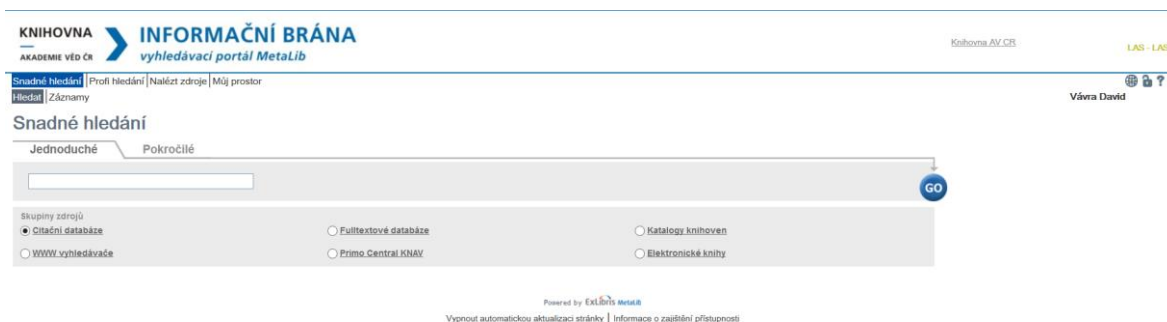 KNIHOVNA
AKADEMIE VĚD ČR
INFORMAČNÍ BRÁNA
vyhledávací portál MetaLib
Knihovna AV CR
LAS - LAS
Snadné hledání | Profi hledání | Nalézt zdroje | Můj prostor
Hledat | Záznamy
Vávra David
Snadné hledání
Jednoduché Pokročilé
GO
Skupiny zdrojů
Citační databáze Fulltextové databáze Katalogy knihoven
WWW vyhledávače Primo Central KNAV Elektronické knihy
Powered by ExLibris MetaLib
Vypnout automatickou aktualizaci stránky | Informace o zajištění přístupnosti